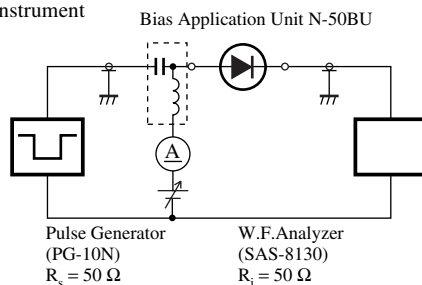 nstrument
Bias Application Unit N-50BU
A
Pulse Generator
(PG-10N)
Rs = 50 Ω
W.F.Analyzer
(SAS-8130)
Ri = 50 Ω